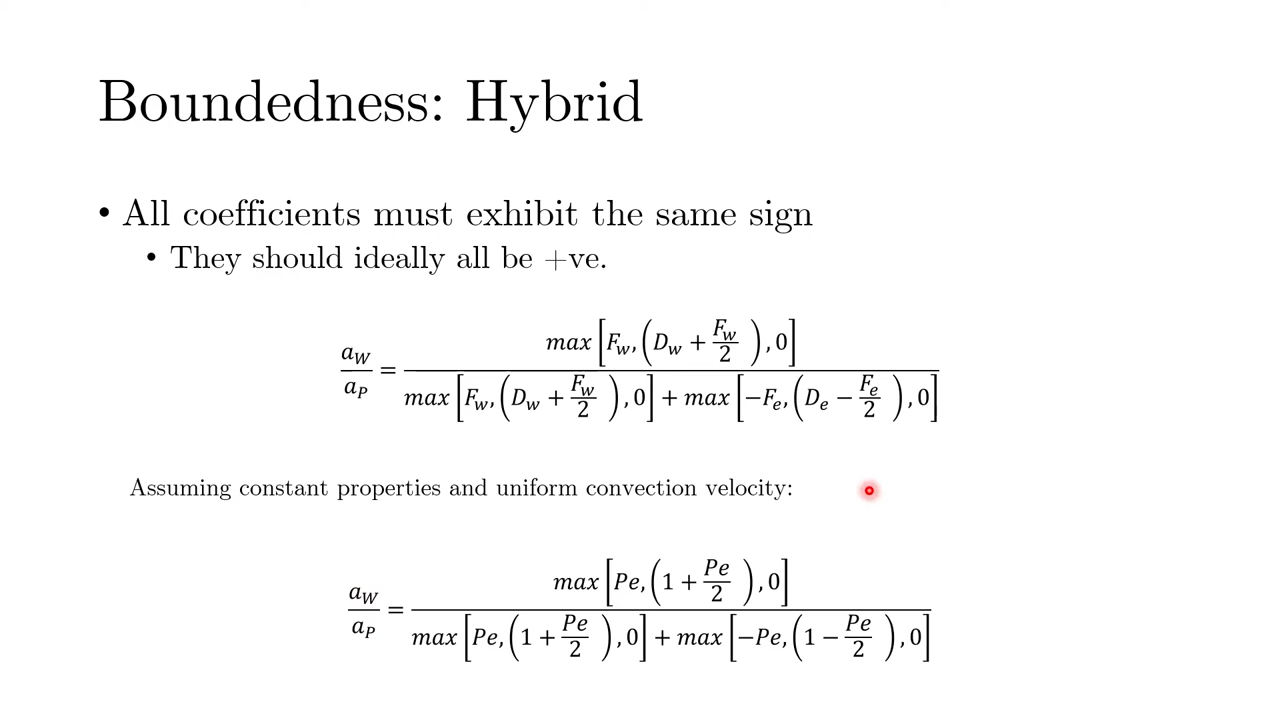 Boundedness: Hybrid
• All coefficients must exhibit the same sign
• They should ideally all be +ve.
a_W/a_P = max[F_w, (D_w + F_w/2), 0] / (max[F_w, (D_w + F_w/2), 0] + max[−F_e, (D_e − F_e/2), 0])
Assuming constant properties and uniform convection velocity:
a_W/a_P = max[Pe, (1 + Pe/2), 0] / (max[Pe, (1 + Pe/2), 0] + max[−Pe, (1 − Pe/2), 0])